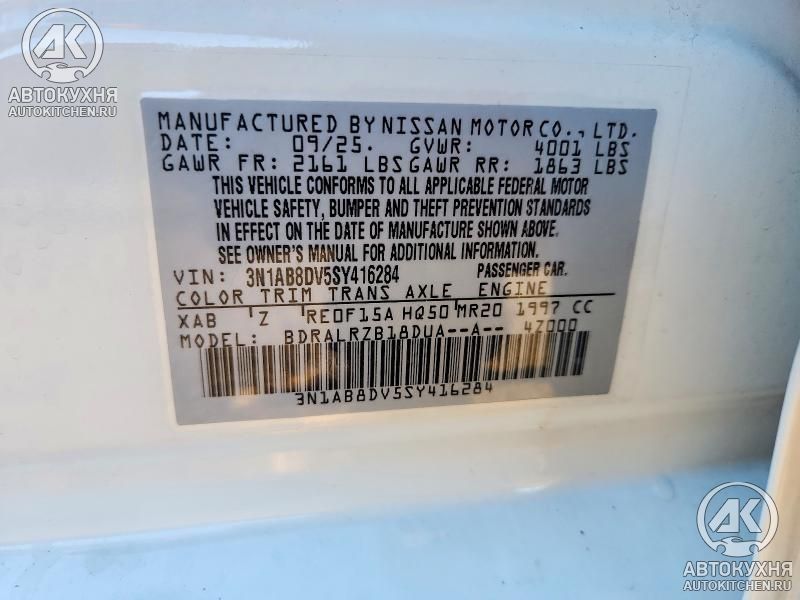 AK
АВТОКУХНЯ
AUTOKITCHEN.RU
MANUFACTURED BY NISSAN MOTOR CO., LTD.
DATE: 09/25. GVWR: 4001 LBS
GAWR FR: 2161 LBS GAWR RR: 1863 LBS
THIS VEHICLE CONFORMS TO ALL APPLICABLE FEDERAL MOTOR
VEHICLE SAFETY, BUMPER AND THEFT PREVENTION STANDARDS
IN EFFECT ON THE DATE OF MANUFACTURE SHOWN ABOVE.
SEE OWNER'S MANUAL FOR ADDITIONAL INFORMATION.
VIN: 3N1AB8DV5SY416284 PASSENGER CAR.
COLOR TRIM TRANS AXLE ENGINE
XAB Z RE0F15A HQ50 MR20 1997 CC
MODEL: BDRALRZB18DUA--A-- 4Z000
3N1AB8DV5SY416284
AK
АВТОКУХНЯ
AUTOKITCHEN.RU